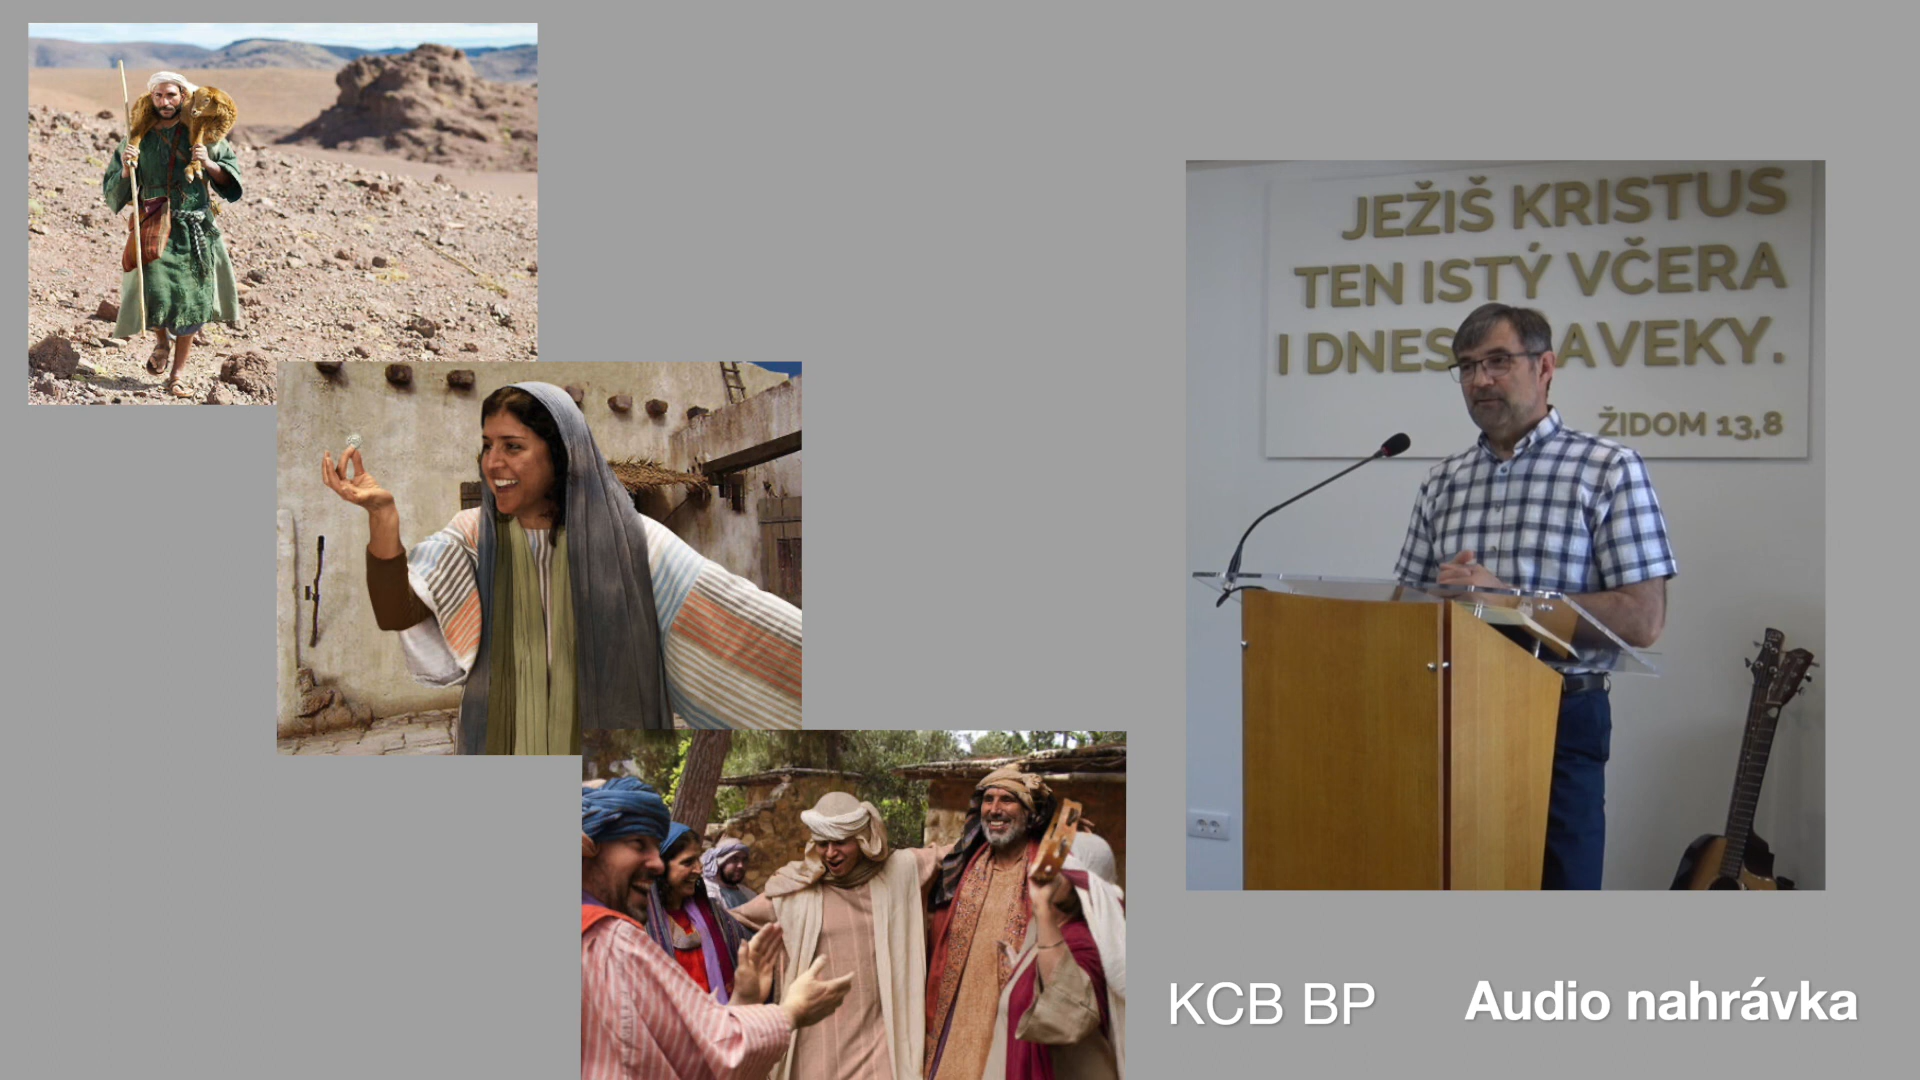 JEŽIŠ KRISTUS
TEN ISTÝ VČERA
I DNES AVEKY.
ŽIDOM 13,8
KCB BP
Audio nahrávka